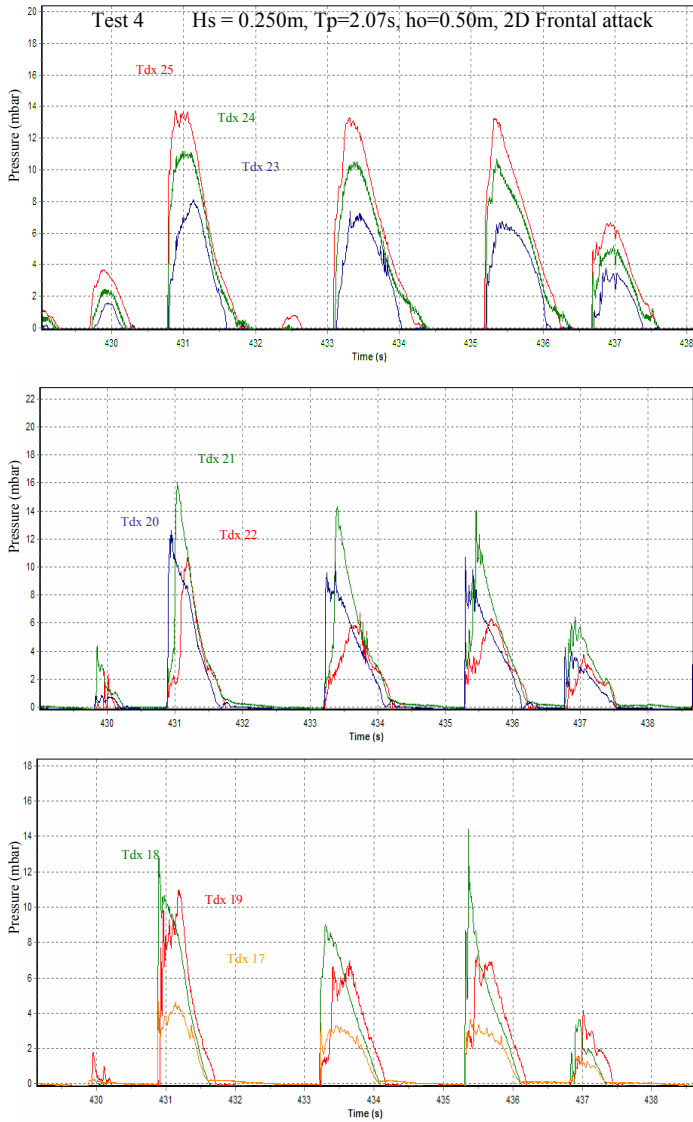 Test 4 Hs = 0.250m, Tp=2.07s, ho=0.50m, 2D Frontal attack
Pressure (mbar)
20
18
16
14
12
10
8
6
4
2
0
Tdx 25
Tdx 24
Tdx 23
430 431 432 433 434 435 436 437 438
Time (s)
Pressure (mbar)
22
20
18
16
14
12
10
8
6
4
2
0
Tdx 21
Tdx 20
Tdx 22
430 431 432 433 434 435 436 437 438
Time (s)
Pressure (mbar)
18
16
14
12
10
8
6
4
2
0
Tdx 18
Tdx 19
Tdx 17
430 431 432 433 434 435 436 437 438
Time (s)